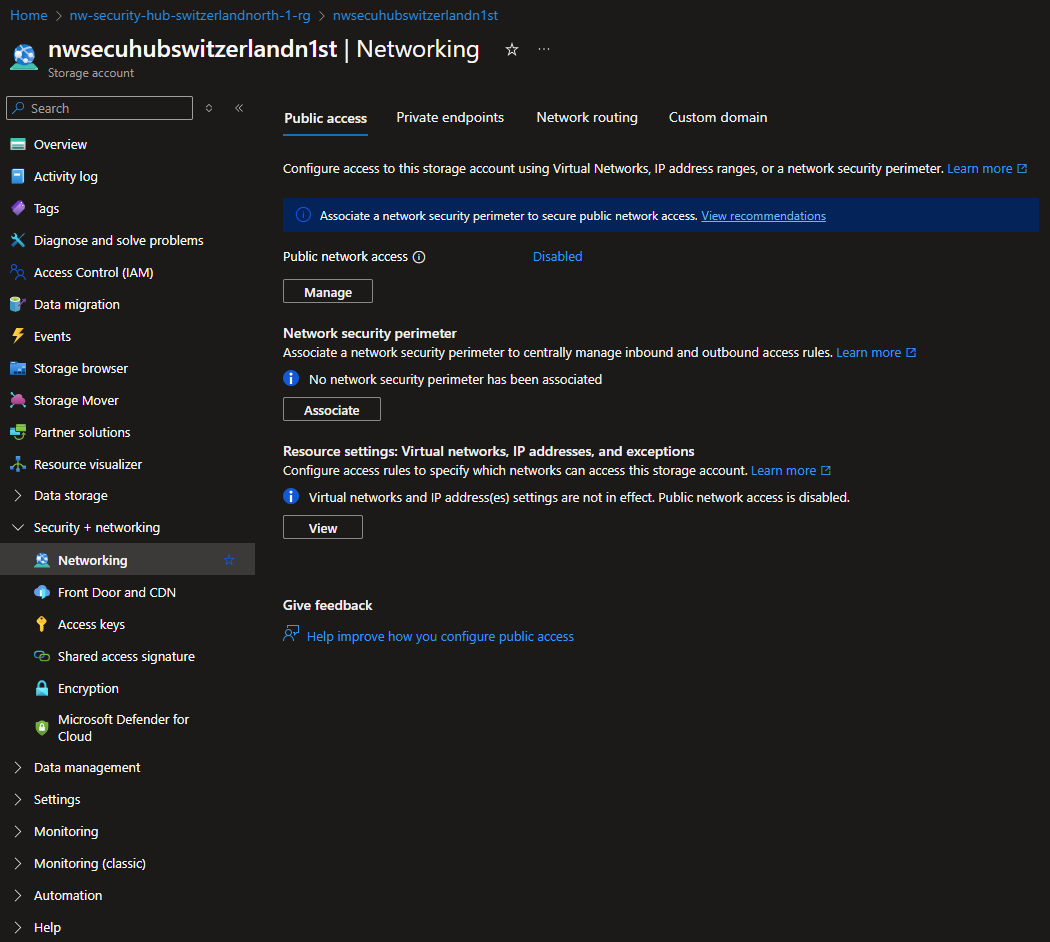 Home > nw-security-hub-switzerlandnorth-1-rg > nwsecuhubswitzerlandn1st
nwsecuhubswitzerlandn1st | Networking
Storage account
Search
Overview
Activity log
Tags
Diagnose and solve problems
Access Control (IAM)
Data migration
Events
Storage browser
Storage Mover
Partner solutions
Resource visualizer
Data storage
Security + networking
Networking
Front Door and CDN
Access keys
Shared access signature
Encryption
Microsoft Defender for
Cloud
Data management
Settings
Monitoring
Monitoring (classic)
Automation
Help
Public access Private endpoints Network routing Custom domain
Configure access to this storage account using Virtual Networks, IP address ranges, or a network security perimeter. Learn more
Associate a network security perimeter to secure public network access. View recommendations
Public network access Disabled
Manage
Network security perimeter
Associate a network security perimeter to centrally manage inbound and outbound access rules. Learn more
No network security perimeter has been associated
Associate
Resource settings: Virtual networks, IP addresses, and exceptions
Configure access rules to specify which networks can access this storage account. Learn more
Virtual networks and IP address(es) settings are not in effect. Public network access is disabled.
View
Give feedback
Help improve how you configure public access